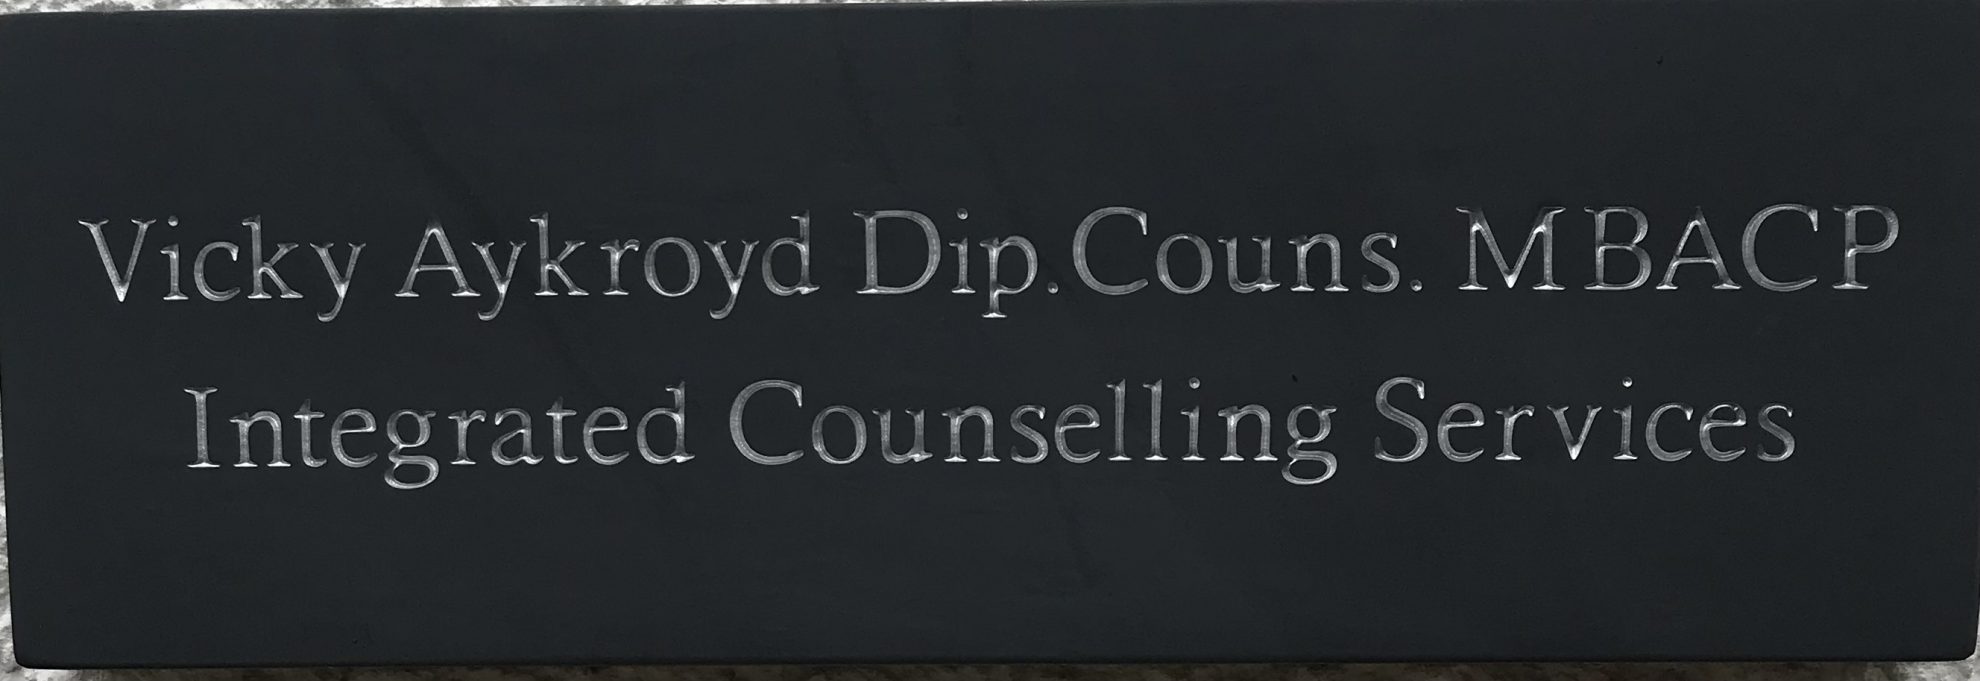 Vicky Aykroyd Dip.Couns. MBACP
Integrated Counselling Services